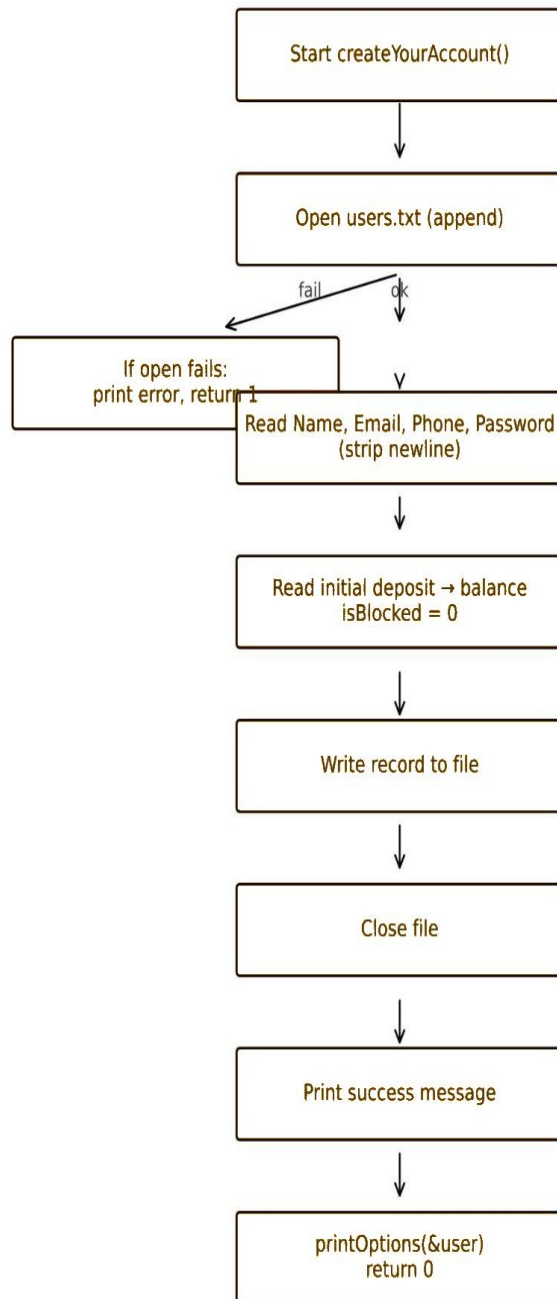 Start createYourAccount()
Open users.txt (append)
fail
ok
If open fails:
print error, return 1
Read Name, Email, Phone, Password
(strip newline)
Read initial deposit → balance
isBlocked = 0
Write record to file
Close file
Print success message
printOptions(&user)
return 0